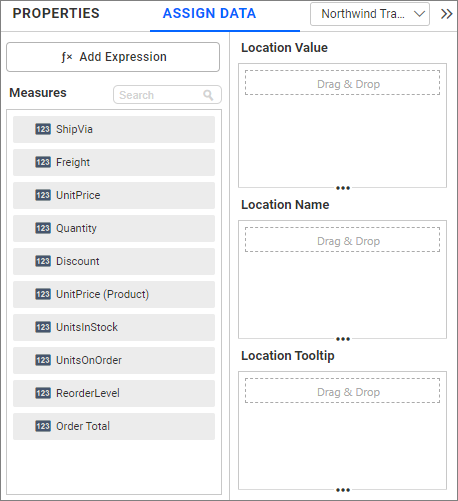 PROPERTIES
ASSIGN DATA
Northwind Tra...
ƒx Add Expression
Measures
Search
123 ShipVia
123 Freight
123 UnitPrice
123 Quantity
123 Discount
123 UnitPrice (Product)
123 UnitsInStock
123 UnitsOnOrder
123 ReorderLevel
123 Order Total
Location Value
Drag & Drop
Location Name
Drag & Drop
Location Tooltip
Drag & Drop